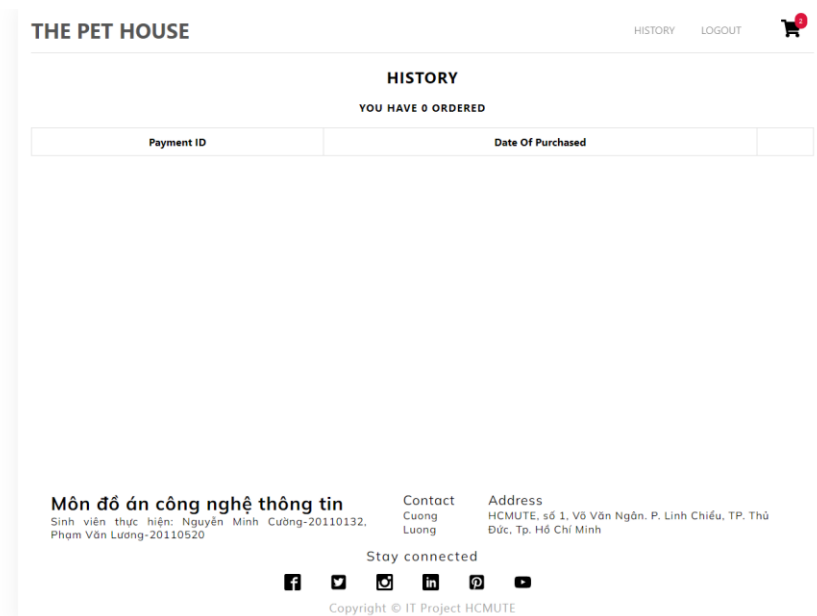 THE PET HOUSE
HISTORY LOGOUT
2
HISTORY
YOU HAVE 0 ORDERED
Payment ID Date Of Purchased
Môn đồ án công nghệ thông tin
Sinh viên thực hiện: Nguyễn Minh Cường-20110132,
Phạm Văn Lương-20110520
Contact
Cuong
Luong
Address
HCMUTE, số 1, Võ Văn Ngân. P. Linh Chiểu, TP. Thủ
Đức, Tp. Hồ Chí Minh
Stay connected
Copyright © IT Project HCMUTE